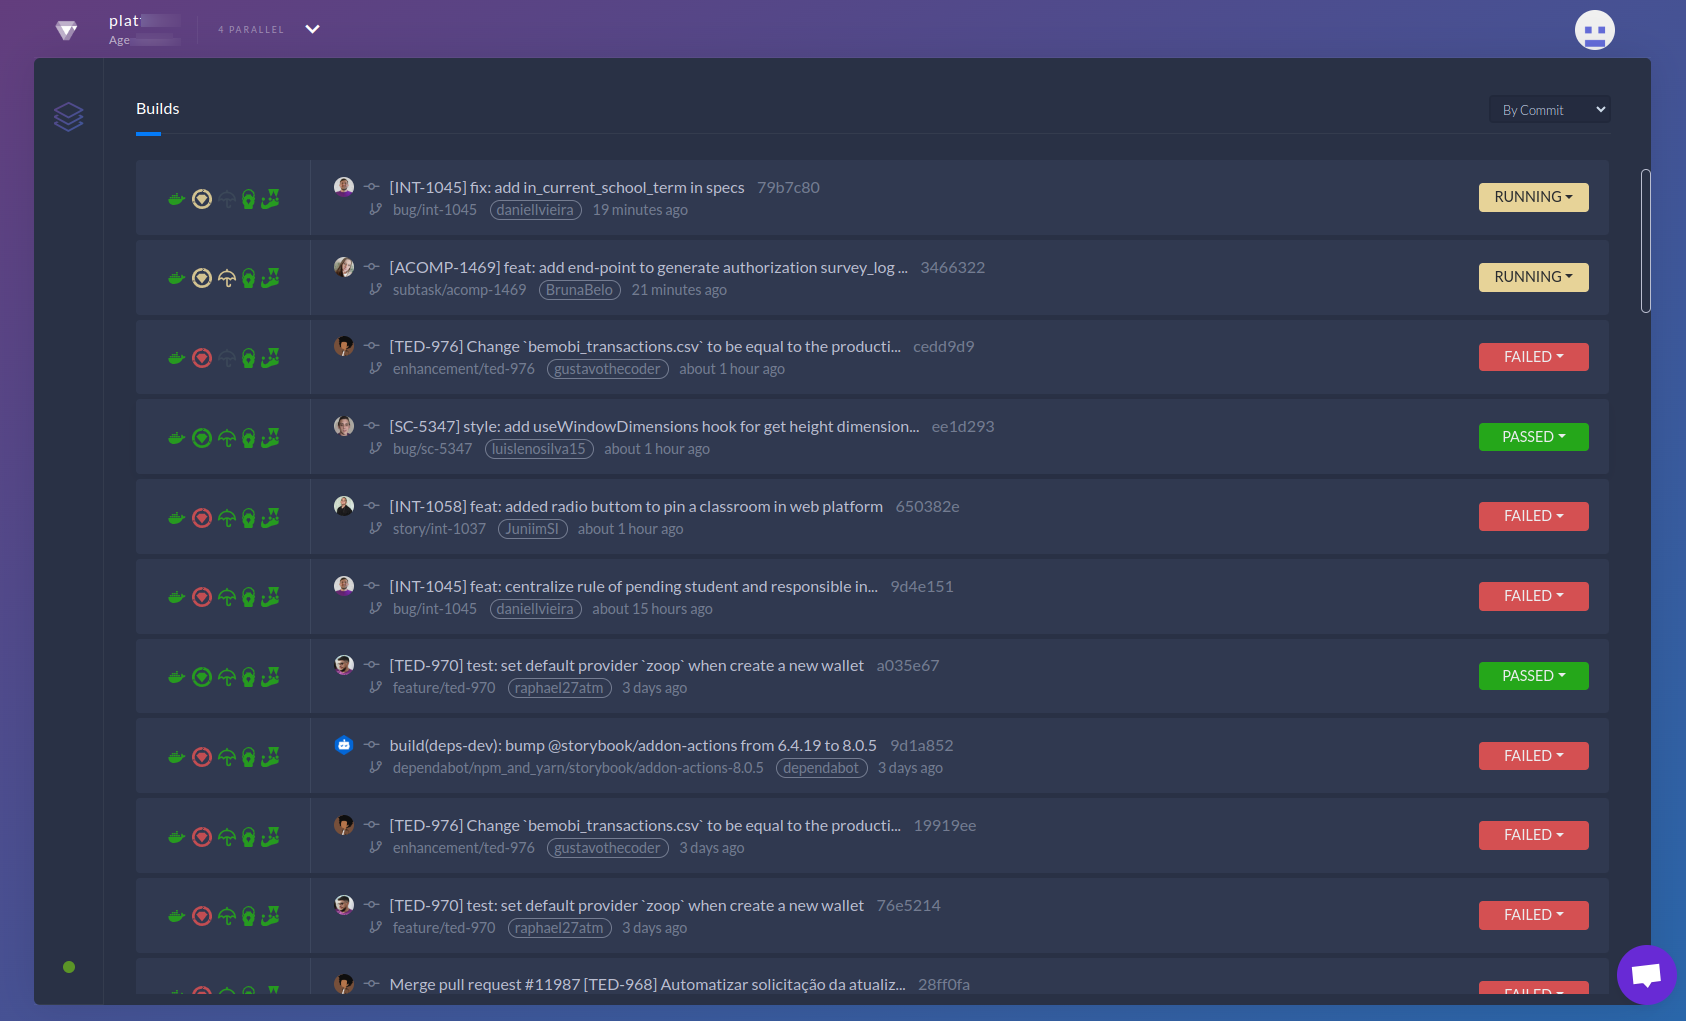 plat
Age
4 PARALLEL
Builds
By Commit
[INT-1045] fix: add in_current_school_term in specs 79b7c80
RUNNING
bug/int-1045 daniellvieira 19 minutes ago
[ACOMP-1469] feat: add end-point to generate authorization survey_log ... 3466322
RUNNING
subtask/acomp-1469 BrunaBelo 21 minutes ago
[TED-976] Change `bemobi_transactions.csv` to be equal to the producti... cedd9d9
FAILED
enhancement/ted-976 gustavothecoder about 1 hour ago
[SC-5347] style: add useWindowDimensions hook for get height dimension... ee1d293
PASSED
bug/sc-5347 luislenosilva15 about 1 hour ago
[INT-1058] feat: added radio buttom to pin a classroom in web platform 650382e
FAILED
story/int-1037 JuniimSI about 1 hour ago
[INT-1045] feat: centralize rule of pending student and responsible in... 9d4e151
FAILED
bug/int-1045 daniellvieira about 15 hours ago
[TED-970] test: set default provider `zoop` when create a new wallet a035e67
PASSED
feature/ted-970 raphael27atm 3 days ago
build(deps-dev): bump @storybook/addon-actions from 6.4.19 to 8.0.5 9d1a852
FAILED
dependabot/npm_and_yarn/storybook/addon-actions-8.0.5 dependabot 3 days ago
[TED-976] Change `bemobi_transactions.csv` to be equal to the producti... 19919ee
FAILED
enhancement/ted-976 gustavothecoder 3 days ago
[TED-970] test: set default provider `zoop` when create a new wallet 76e5214
FAILED
feature/ted-970 raphael27atm 3 days ago
Merge pull request #11987 [TED-968] Automatizar solicitação da atualiz... 28ff0fa
FAILED